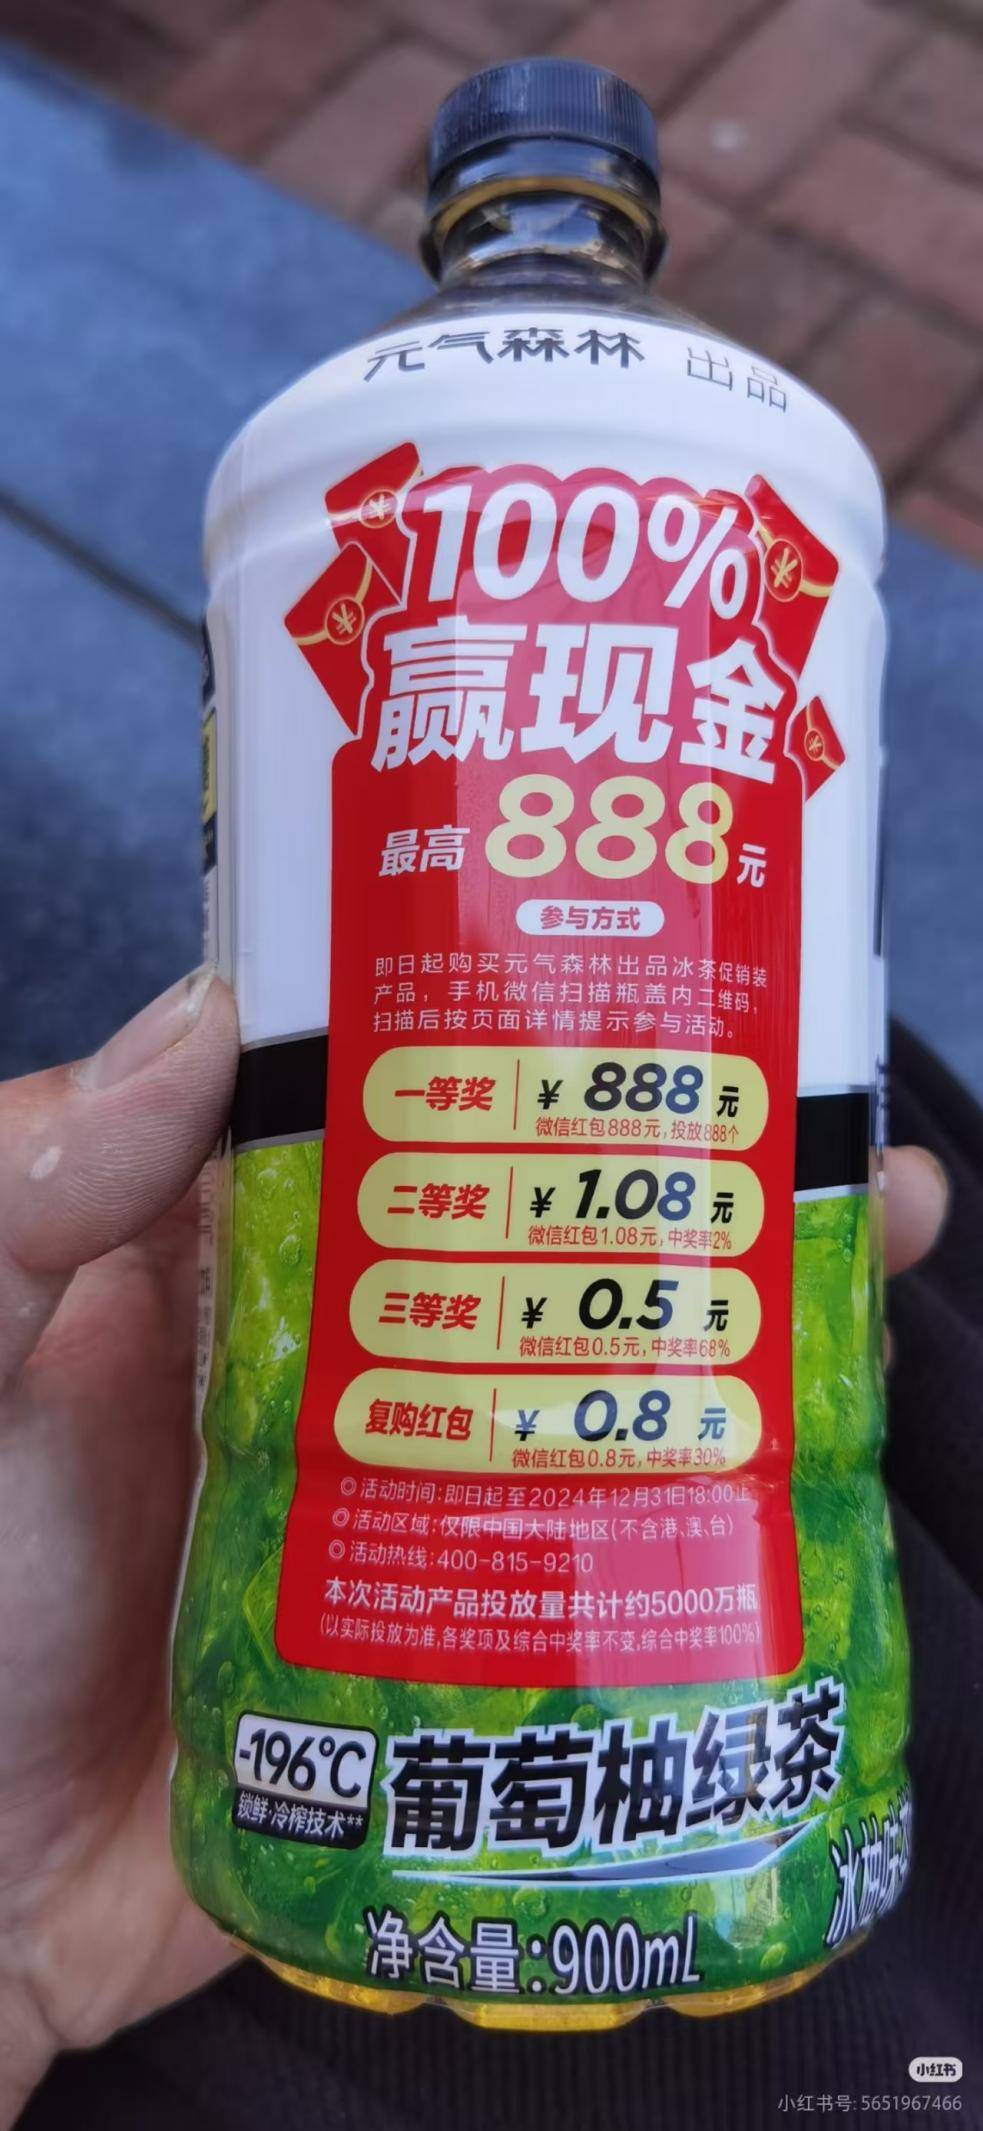 元气森林 出品
100%
赢现金
最高888元
参与方式
即日起购买元气森林出品冰茶促销装
产品，手机微信扫描瓶盖内二维码，
扫描后按页面详情提示参与活动。
一等奖 ¥ 888 元
微信红包888元，投放888个
二等奖 ¥ 1.08 元
微信红包1.08元，中奖率2%
三等奖 ¥ 0.5 元
微信红包0.5元，中奖率68%
复购红包 ¥ 0.8 元
微信红包0.8元，中奖率30%
◎活动时间：即日起至2024年12月31日18:00止
◎活动区域：仅限中国大陆地区(不含港、澳、台)
◎活动热线：400-815-9210
本次活动产品投放量共计约5000万瓶
(以实际投放为准，各奖项及综合中奖率不变，综合中奖率100%)
-196℃
锁鲜·冷榨技术**
葡萄柚绿茶
冰柚味
净含量：900mL
小红书
小红书号: 5651967466